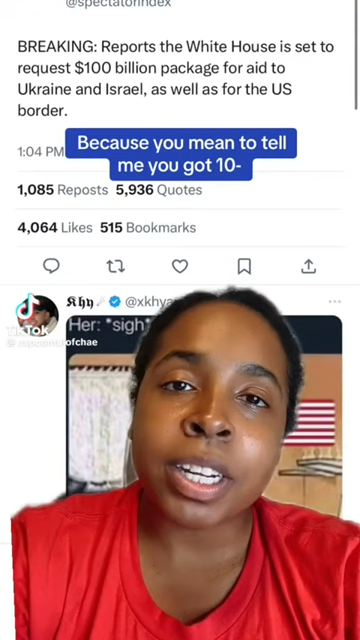 @spectatorindex
BREAKING: Reports the White House is set to
request $100 billion package for aid to
Ukraine and Israel, as well as for the US
border.
1:04 PM
Because you mean to tell
me you got 10-
1,085 Reposts 5,936 Quotes
4,064 Likes 515 Bookmarks
Khy
@xkhya
TikTok
Her: *sigh*